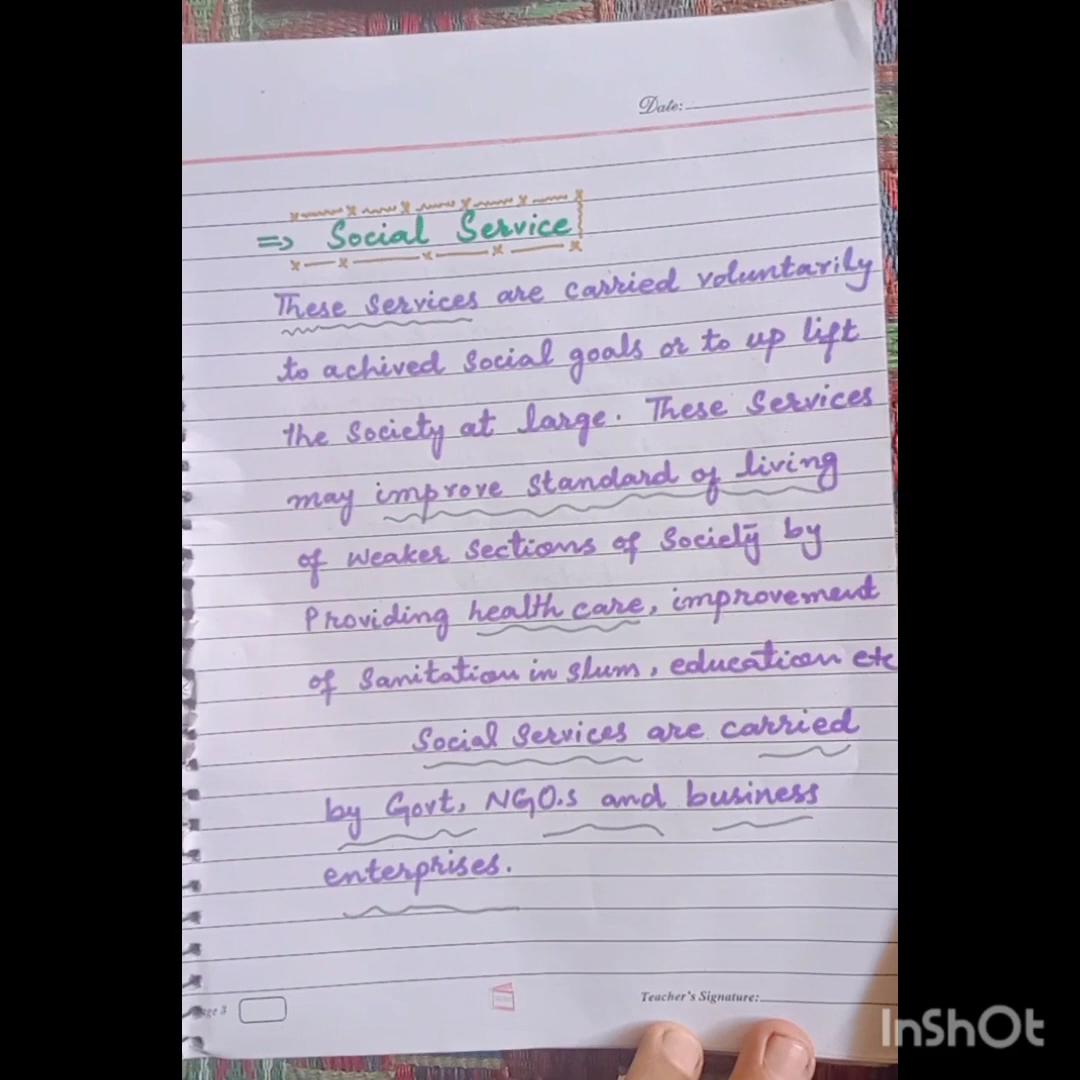 Date:
=> Social Service
These services are carried voluntarily
to achived social goals or to up lift
the society at large. These services
may improve standard of living
of weaker sections of society by
Providing health care, improvement
of sanitation in slum, education etc
Social services are carried
by Govt, NGO.s and business
enterprises.
Teacher's Signature:
InShOt